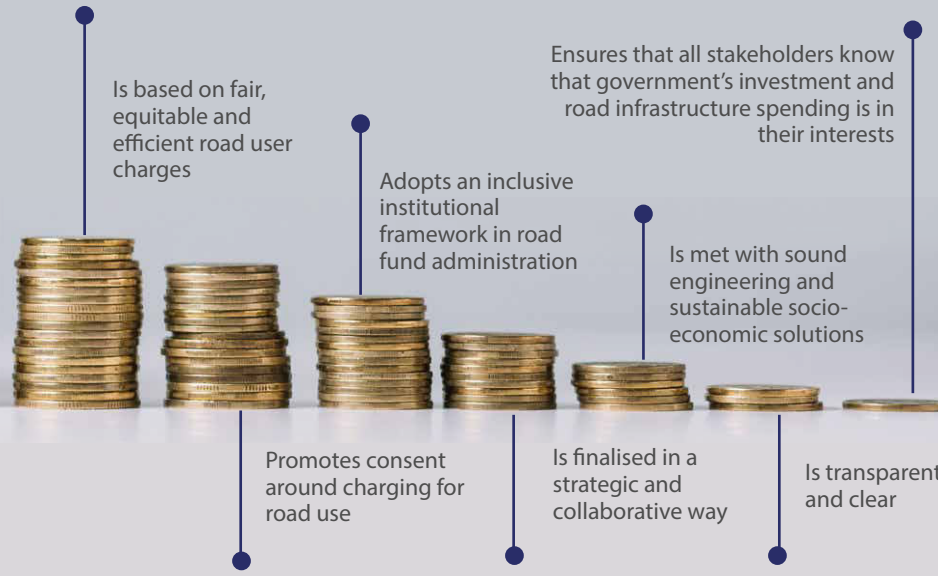 Is based on fair,
equitable and
efficient road user
charges
Promotes consent
around charging for
road use
Adopts an inclusive
institutional
framework in road
fund administration
Is finalised in a
strategic and
collaborative way
Is met with sound
engineering and
sustainable socio-
economic solutions
Is transparent
and clear
Ensures that all stakeholders know
that government’s investment and
road infrastructure spending is in
their interests